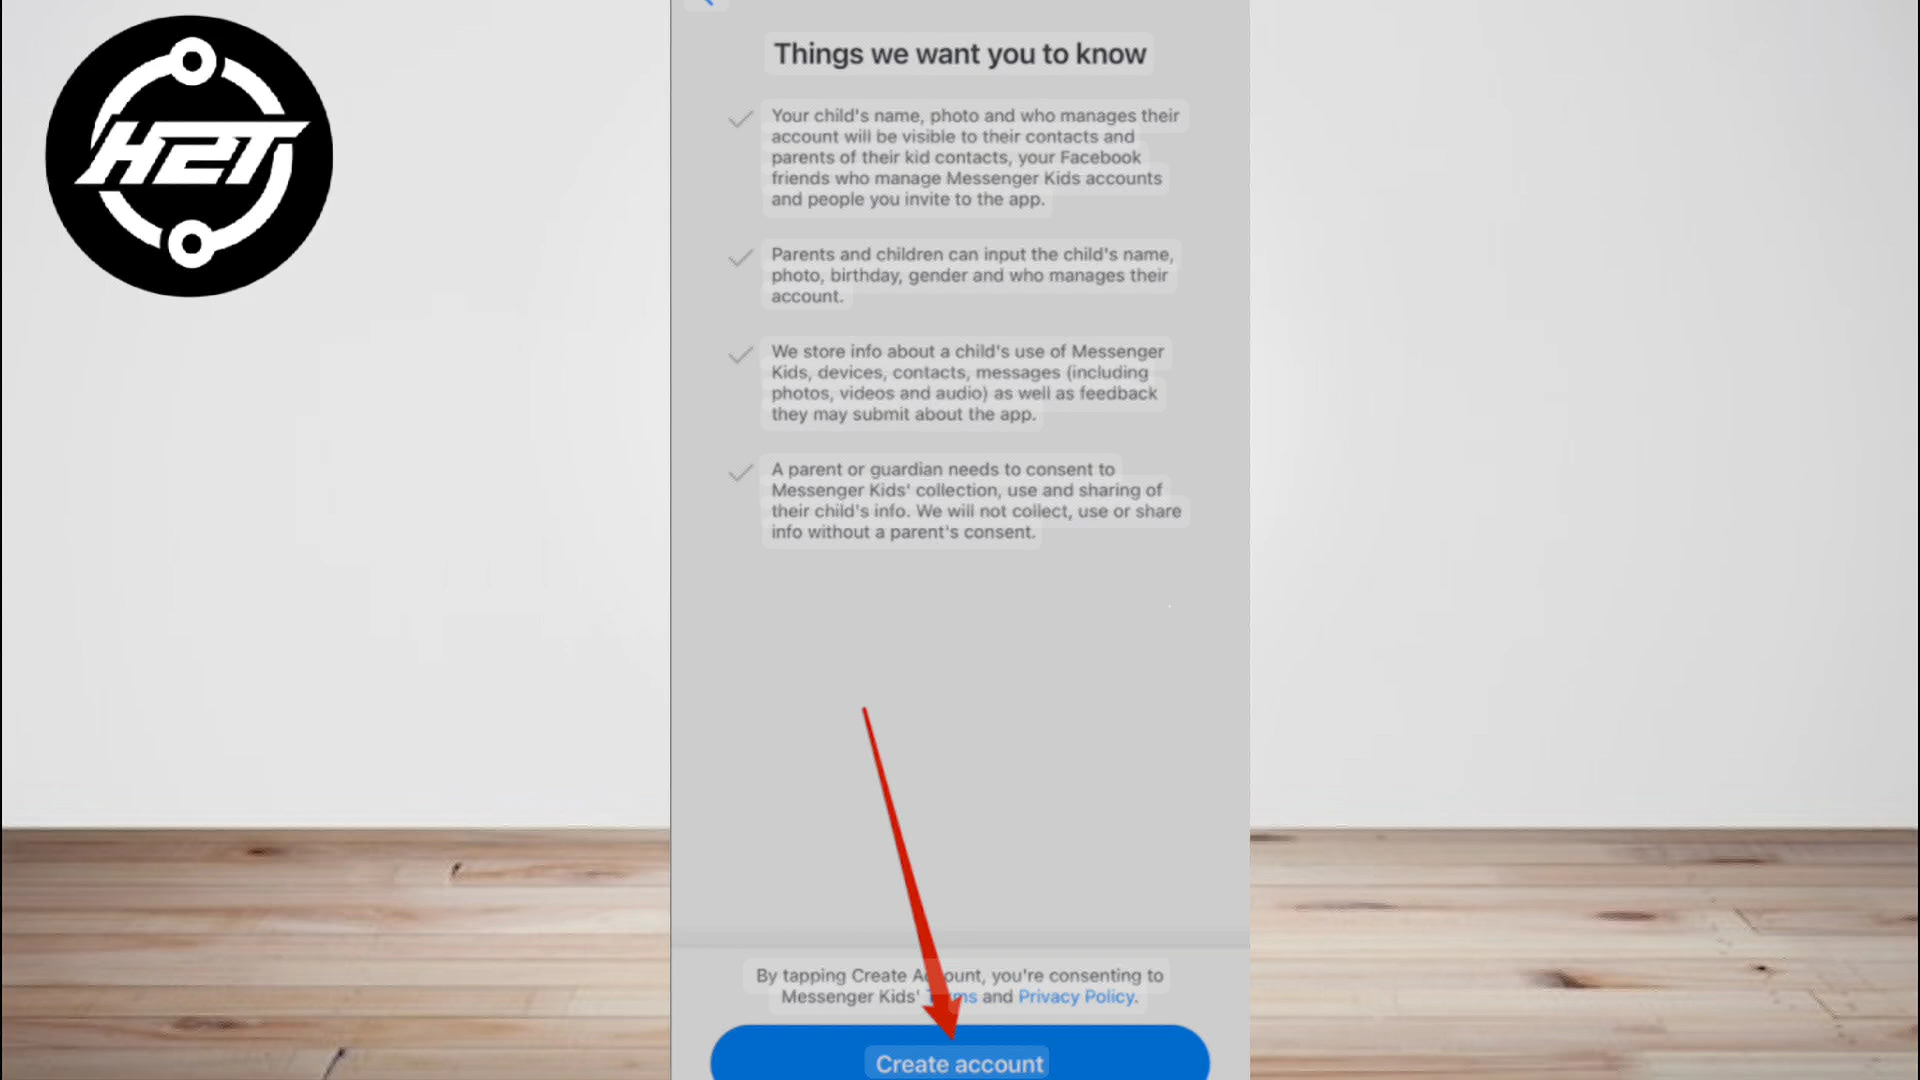 H2T
Things we want you to know
Your child's name, photo and who manages their
account will be visible to their contacts and
parents of their kid contacts, your Facebook
friends who manage Messenger Kids accounts
and people you invite to the app.
Parents and children can input the child's name,
photo, birthday, gender and who manages their
account.
We store info about a child's use of Messenger
Kids, devices, contacts, messages (including
photos, videos and audio) as well as feedback
they may submit about the app.
A parent or guardian needs to consent to
Messenger Kids' collection, use and sharing of
their child's info. We will not collect, use or share
info without a parent's consent.
By tapping Create Account, you're consenting to
Messenger Kids' Terms and Privacy Policy.
Create account